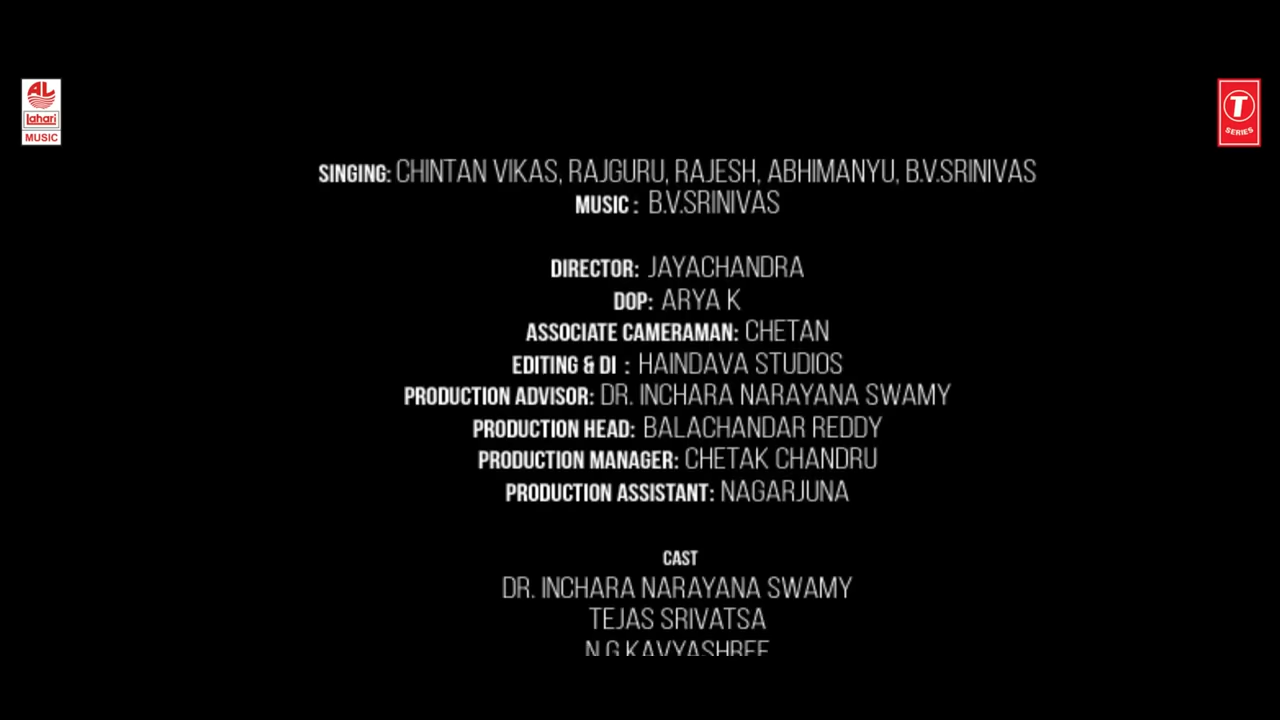 AL
lahari
MUSIC
T
SERIES
SINGING: CHINTAN VIKAS, RAJGURU, RAJESH, ABHIMANYU, B.V.SRINIVAS
MUSIC : B.V.SRINIVAS
DIRECTOR: JAYACHANDRA
DOP: ARYA K
ASSOCIATE CAMERAMAN: CHETAN
EDITING & DI : HAINDAVA STUDIOS
PRODUCTION ADVISOR: DR. INCHARA NARAYANA SWAMY
PRODUCTION HEAD: BALACHANDAR REDDY
PRODUCTION MANAGER: CHETAK CHANDRU
PRODUCTION ASSISTANT: NAGARJUNA
CAST
DR. INCHARA NARAYANA SWAMY
TEJAS SRIVATSA
N.G.KAVYASHREE